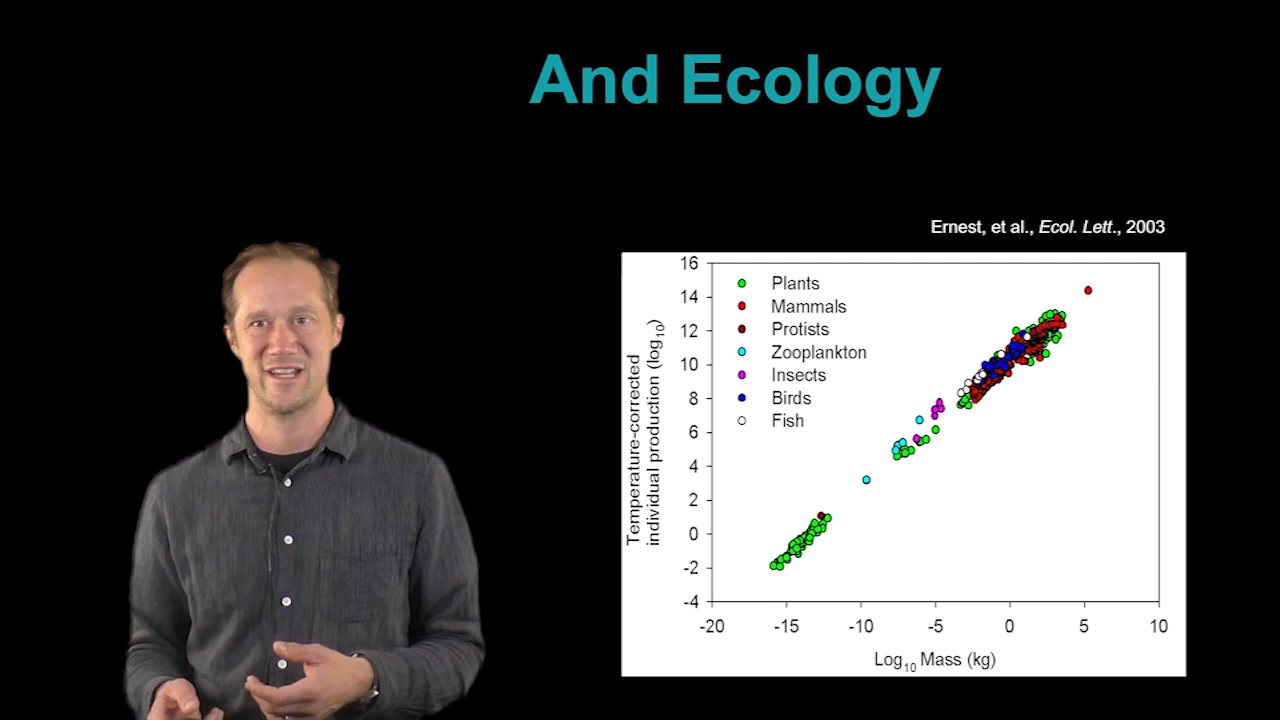 And Ecology
Ernest, et al., Ecol. Lett., 2003
16
14
12
10
8
6
4
2
0
-2
-4
Temperature-corrected
individual production (log10)
Plants
Mammals
Protists
Zooplankton
Insects
Birds
Fish
-20 -15 -10 -5 0 5 10
Log10 Mass (kg)